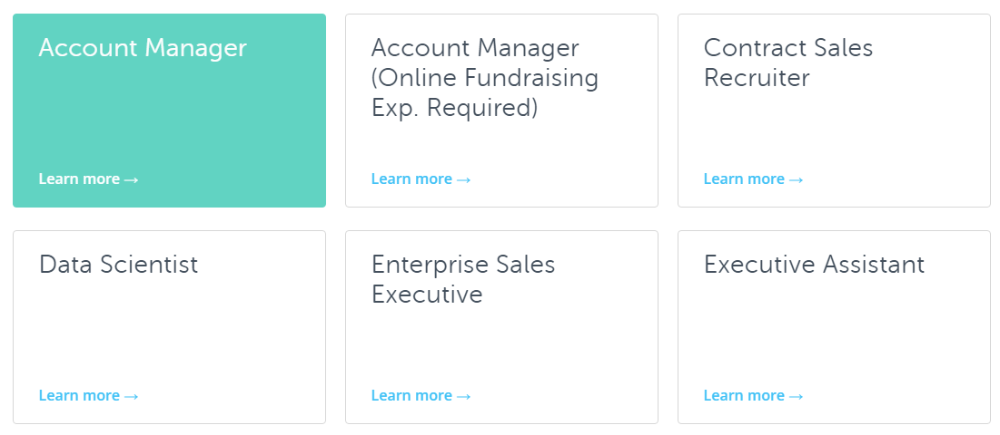 Account Manager
Learn more →
Account Manager
(Online Fundraising
Exp. Required)
Learn more →
Contract Sales
Recruiter
Learn more →
Data Scientist
Learn more →
Enterprise Sales
Executive
Learn more →
Executive Assistant
Learn more →